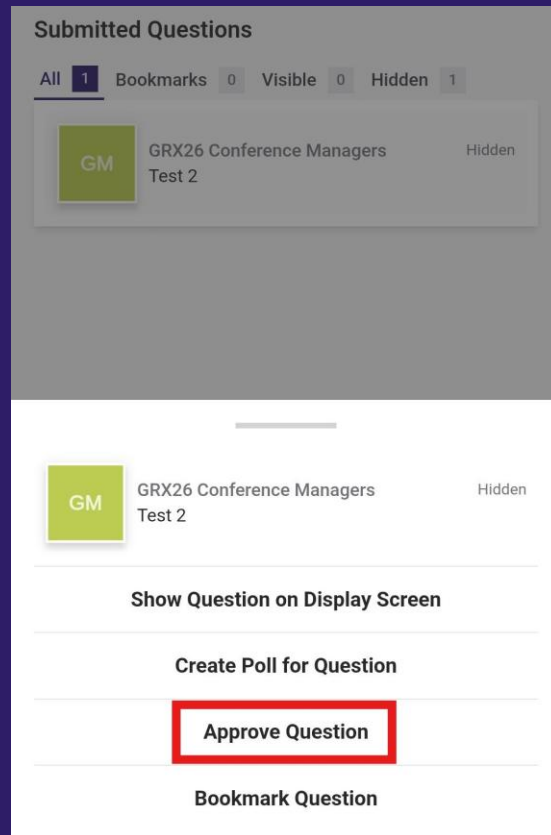 Submitted Questions
All 1 Bookmarks 0 Visible 0 Hidden 1
GM
GRX26 Conference Managers Hidden
Test 2
GM
GRX26 Conference Managers Hidden
Test 2
Show Question on Display Screen
Create Poll for Question
Approve Question
Bookmark Question